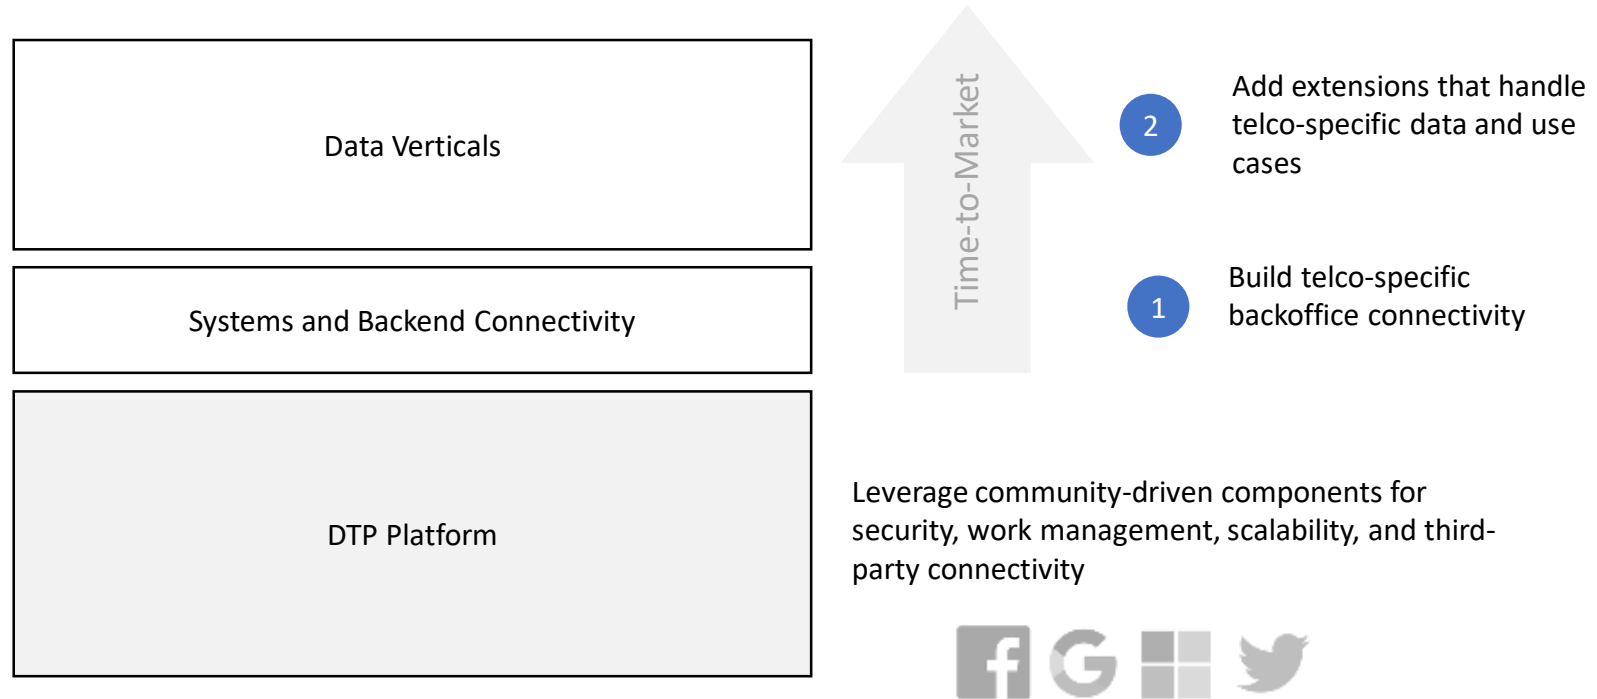 Data Verticals
Systems and Backend Connectivity
DTP Platform
Time-to-Market
2
Add extensions that handle
telco-specific data and use
cases
1
Build telco-specific
backoffice connectivity
Leverage community-driven components for
security, work management, scalability, and third-
party connectivity